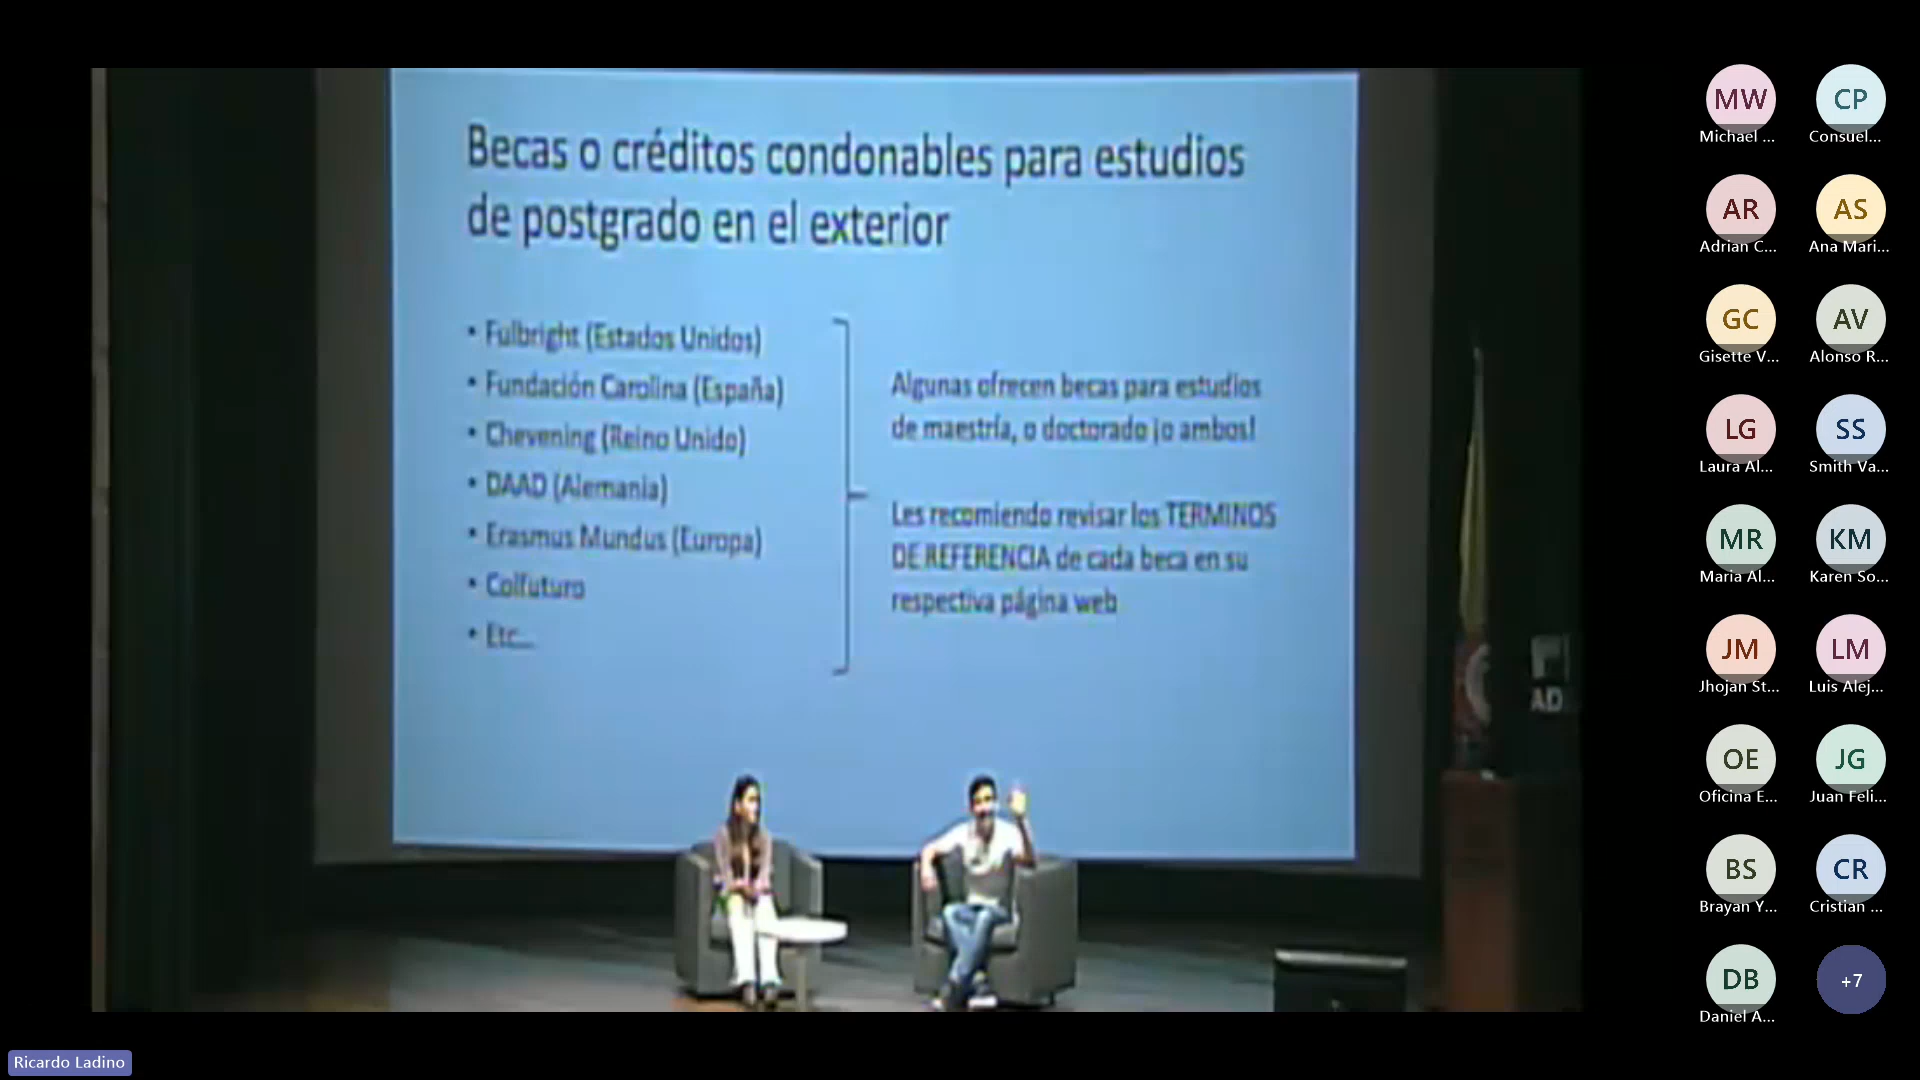 Becas o créditos condonables para estudios
de postgrado en el exterior
• Fulbright (Estados Unidos)
• Fundación Carolina (España)
• Chevening (Reino Unido)
• DAAD (Alemania)
• Erasmus Mundus (Europa)
• Colfuturo
• Etc...
Algunas ofrecen becas para estudios
de maestría, o doctorado ¡o ambos!
Les recomiendo revisar los TERMINOS
DE REFERENCIA de cada beca en su
respectiva página web
AD
MW
Michael ...
CP
Consuel...
AR
Adrian C...
AS
Ana Mari...
GC
Gisette V...
AV
Alonso R...
LG
Laura Al...
SS
Smith Va...
MR
Maria Al...
KM
Karen So...
JM
Jhojan St...
LM
Luis Alej...
OE
Oficina E...
JG
Juan Feli...
BS
Brayan Y...
CR
Cristian ...
DB
Daniel A...
+7
Ricardo Ladino